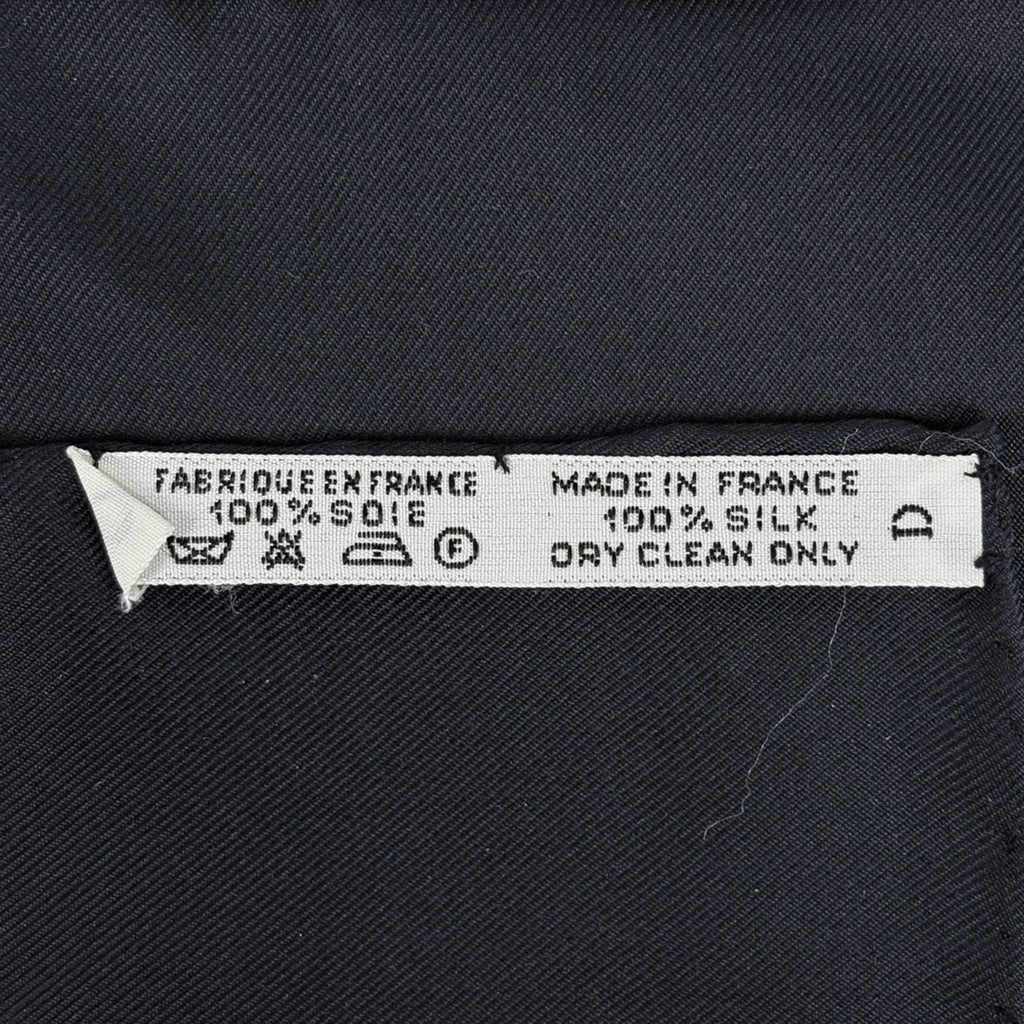 FABRIQUE EN FRANCE
100% SOIE
F
MADE IN FRANCE
100% SILK
DRY CLEAN ONLY
D